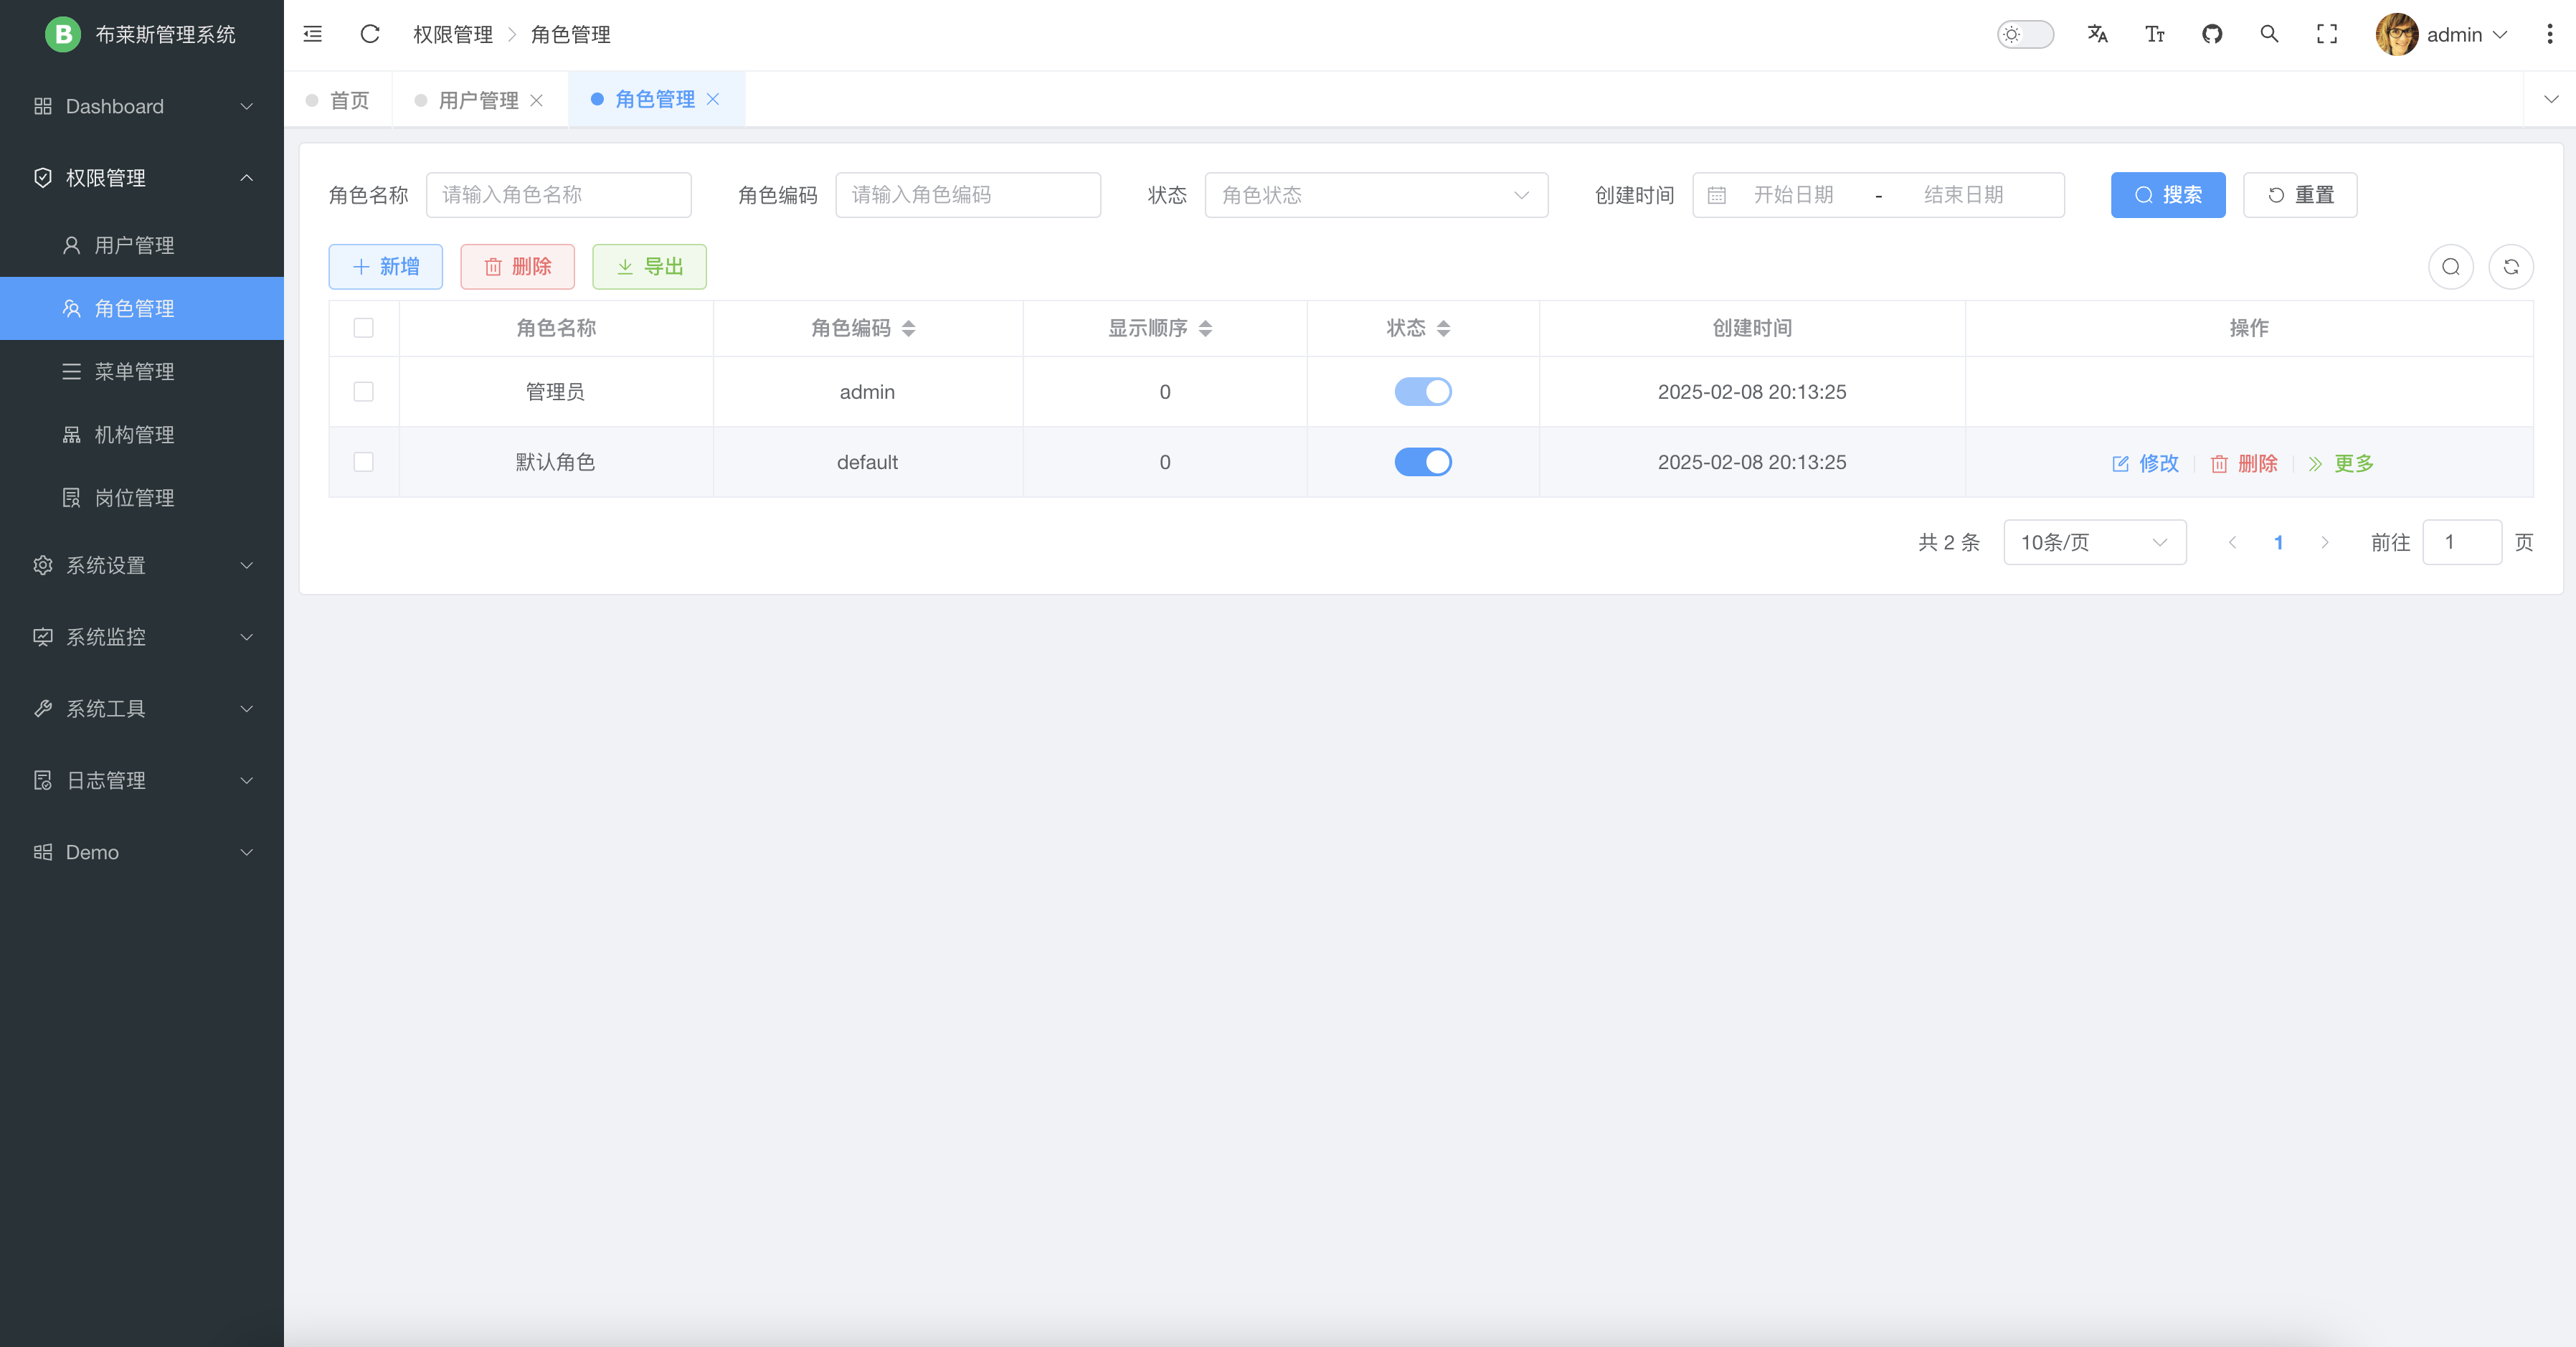 B 布莱斯管理系统
Dashboard
权限管理
用户管理
角色管理
菜单管理
机构管理
岗位管理
系统设置
系统监控
系统工具
日志管理
Demo
权限管理 角色管理
admin
首页 用户管理 角色管理
角色名称 请输入角色名称 角色编码 请输入角色编码 状态 角色状态 创建时间 开始日期 - 结束日期 搜索 重置
新增 删除 导出
角色名称 角色编码 显示顺序 状态 创建时间 操作
管理员 admin 0 2025-02-08 20:13:25
默认角色 default 0 2025-02-08 20:13:25 修改 删除 更多
共 2 条 10条/页 1 前往 1 页